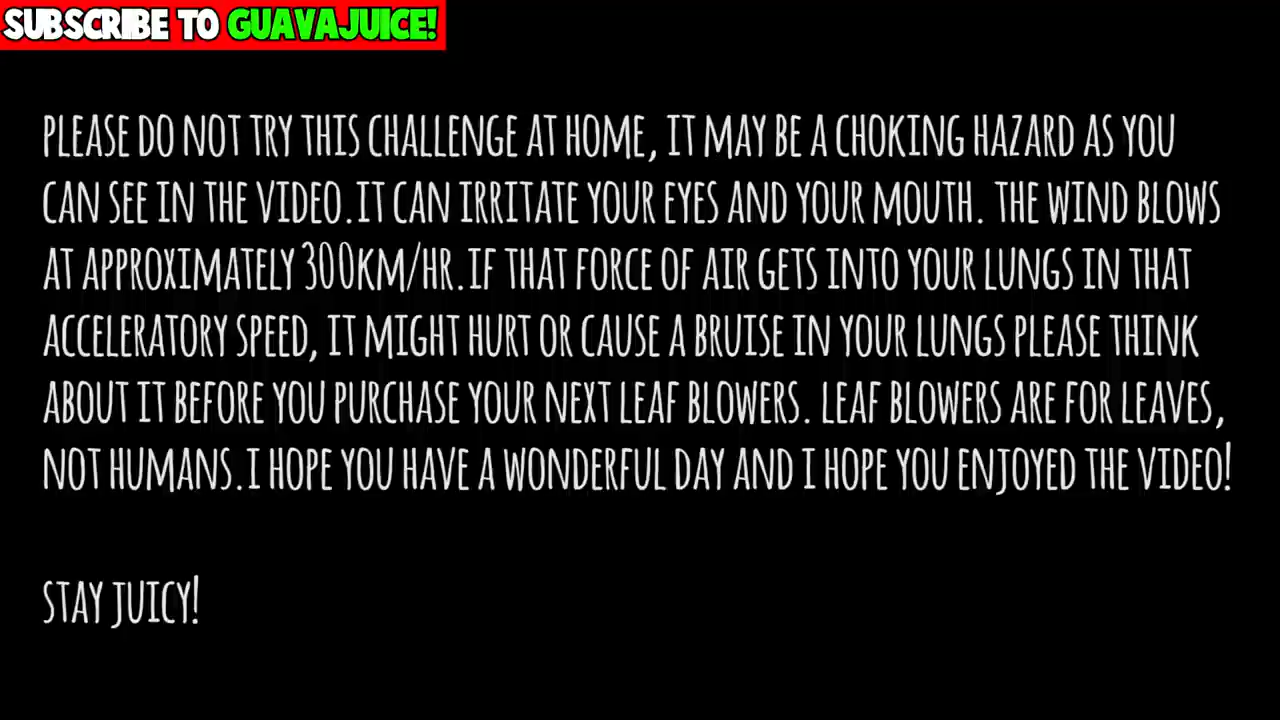 SUBSCRIBE TO GUAVAJUICE!
PLEASE DO NOT TRY THIS CHALLENGE AT HOME, IT MAY BE A CHOKING HAZARD AS YOU
CAN SEE IN THE VIDEO.IT CAN IRRITATE YOUR EYES AND YOUR MOUTH. THE WIND BLOWS
AT APPROXIMATELY 300KM/HR.IF THAT FORCE OF AIR GETS INTO YOUR LUNGS IN THAT
ACCELERATORY SPEED, IT MIGHT HURT OR CAUSE A BRUISE IN YOUR LUNGS PLEASE THINK
ABOUT IT BEFORE YOU PURCHASE YOUR NEXT LEAF BLOWERS. LEAF BLOWERS ARE FOR LEAVES,
NOT HUMANS.I HOPE YOU HAVE A WONDERFUL DAY AND I HOPE YOU ENJOYED THE VIDEO!
STAY JUICY!